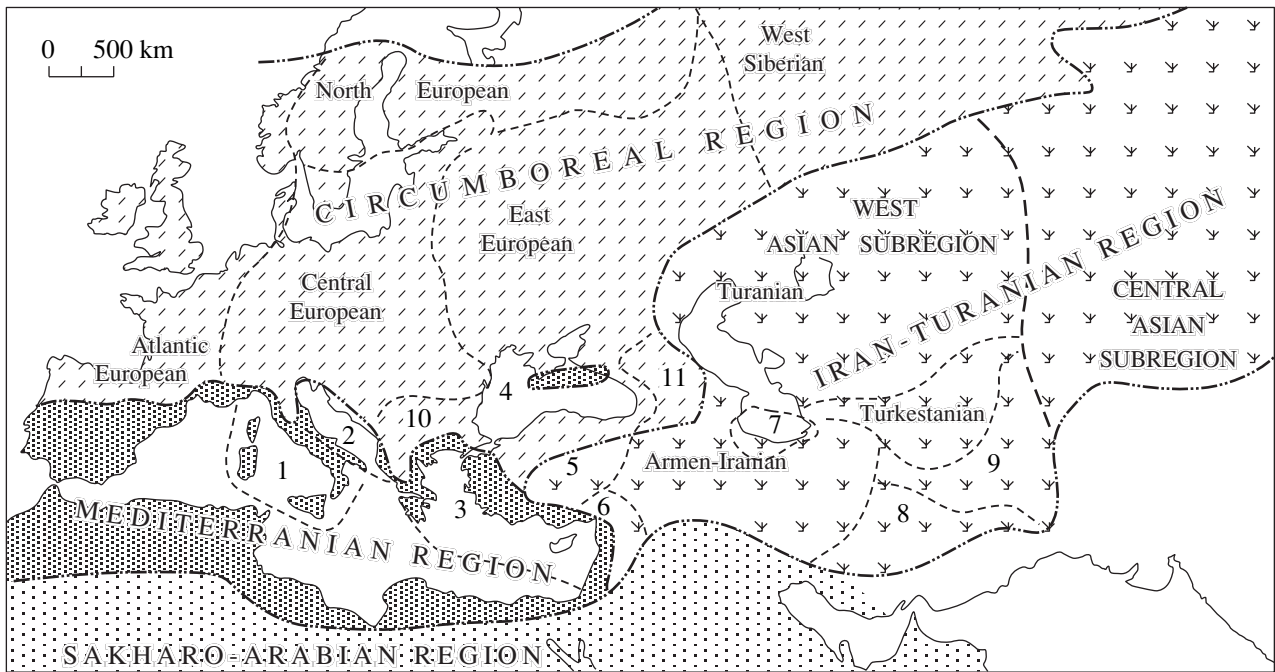 0 500 km
West
Siberian
North European
CIRCUMBOREAL REGION
East
European
WEST
ASIAN SUBREGION
IRAN-TURANIAN REGION
Central
European
Turanian
CENTRAL
ASIAN
SUBREGION
Atlantic
European
4
11
10
7
Turkestanian
2
1
5
Armen-Iranian
9
3
6
8
MEDITERRANIAN REGION
SAKHARO-ARABIAN REGION